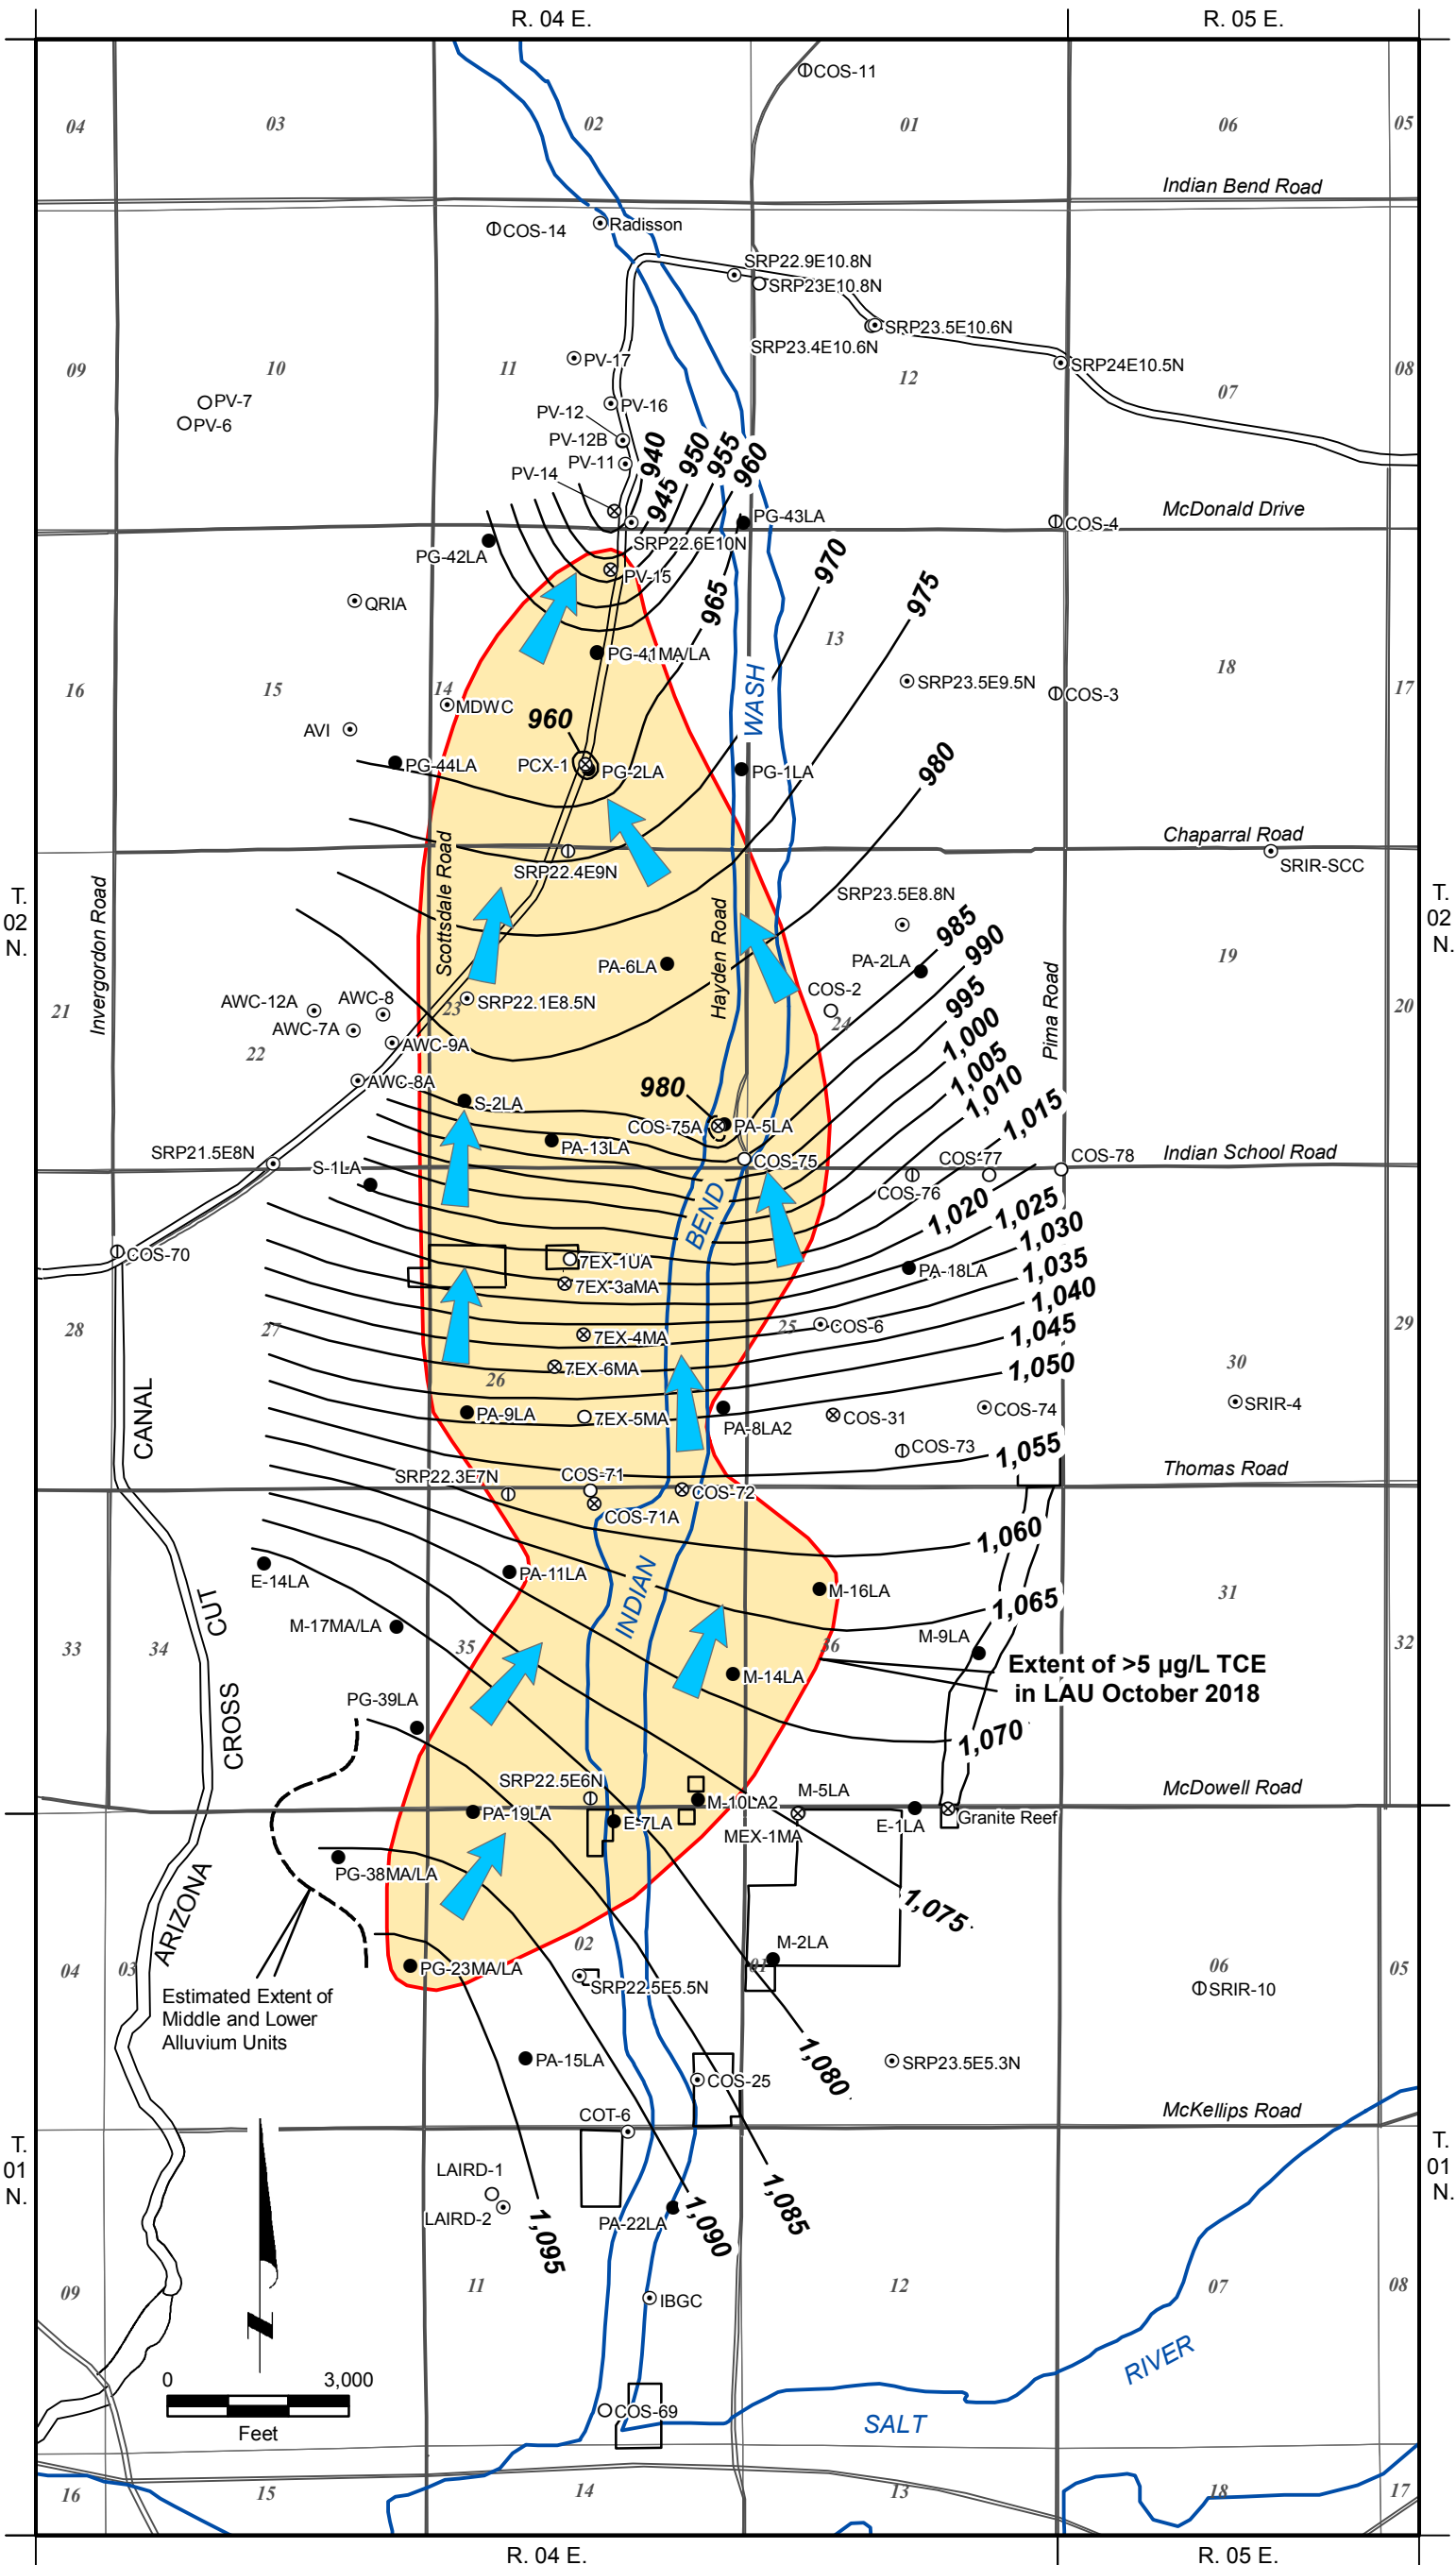 R. 04 E.
R. 05 E.
COS-11
04
03
02
01
06
05
Indian Bend Road
COS-14
Radisson
SRP22.9E10.8N
SRP23E10.8N
SRP23.5E10.6N
SRP23.4E10.6N
SRP24E10.5N
PV-17
09
10
11
12
07
08
PV-7
PV-6
PV-16
PV-12
PV-12B
PV-11
PV-14
940
945
950
955
960
PG-43LA
COS-4
McDonald Drive
SRP22.6E10N
PG-42LA
PV-15
970
965
975
QRIA
13
PG-41MA/LA
18
16
15
14
17
MDWC
SRP23.5E9.5N
COS-3
WASH
960
AVI
PG-44LA
PCX-1
PG-2LA
PG-1LA
980
Chaparral Road
SRP22.4E9N
SRIR-SCC
Scottsdale Road
Hayden Road
Invergordon Road
Pima Road
T.
02
N.
T.
02
N.
SRP23.5E8.8N
985
990
995
1,000
1,005
1,010
1,015
PA-6LA
PA-2LA
19
AWC-12A
AWC-8
SRP22.1E8.5N
COS-2
21
23
24
20
AWC-7A
AWC-9A
22
AWC-8A
S-2LA
980
COS-75A
PA-5LA
PA-13LA
SRP21.5E8N
COS-75
COS-77
COS-78
Indian School Road
S-1LA
COS-76
1,020
1,025
1,030
1,035
1,040
1,045
1,050
BEND
COS-70
7EX-1UA
7EX-3aMA
PA-18LA
28
27
7EX-4MA
25
COS-6
29
7EX-6MA
30
26
SRIR-4
PA-9LA
7EX-5MA
PA-8LA2
COS-31
COS-74
COS-73
1,055
CANAL
Thomas Road
SRP22.3E7N
COS-71
COS-72
COS-71A
1,060
E-14LA
PA-11LA
INDIAN
M-16LA
31
1,065
CUT
M-17MA/LA
33
34
35
36
M-9LA
32
Extent of >5 µg/L TCE
in LAU October 2018
M-14LA
PG-39LA
CROSS
1,070
SRP22.5E6N
M-10LA2
M-5LA
McDowell Road
PA-19LA
E-7LA
MEX-1MA
E-1LA
Granite Reef
PG-38MA/LA
1,075
ARIZONA
02
M-2LA
04
03
PG-23MA/LA
01
06
05
SRP22.5E5.5N
SRIR-10
Estimated Extent of
Middle and Lower
Alluvium Units
PA-15LA
1,080
SRP23.5E5.3N
COS-25
COT-6
McKellips Road
T.
01
N.
T.
01
N.
LAIRD-1
LAIRD-2
1,095
PA-22LA
1,090
1,085
09
11
12
07
08
IBGC
N
0
3,000
Feet
COS-69
SALT
RIVER
16
15
14
13
18
17
R. 04 E.
R. 05 E.